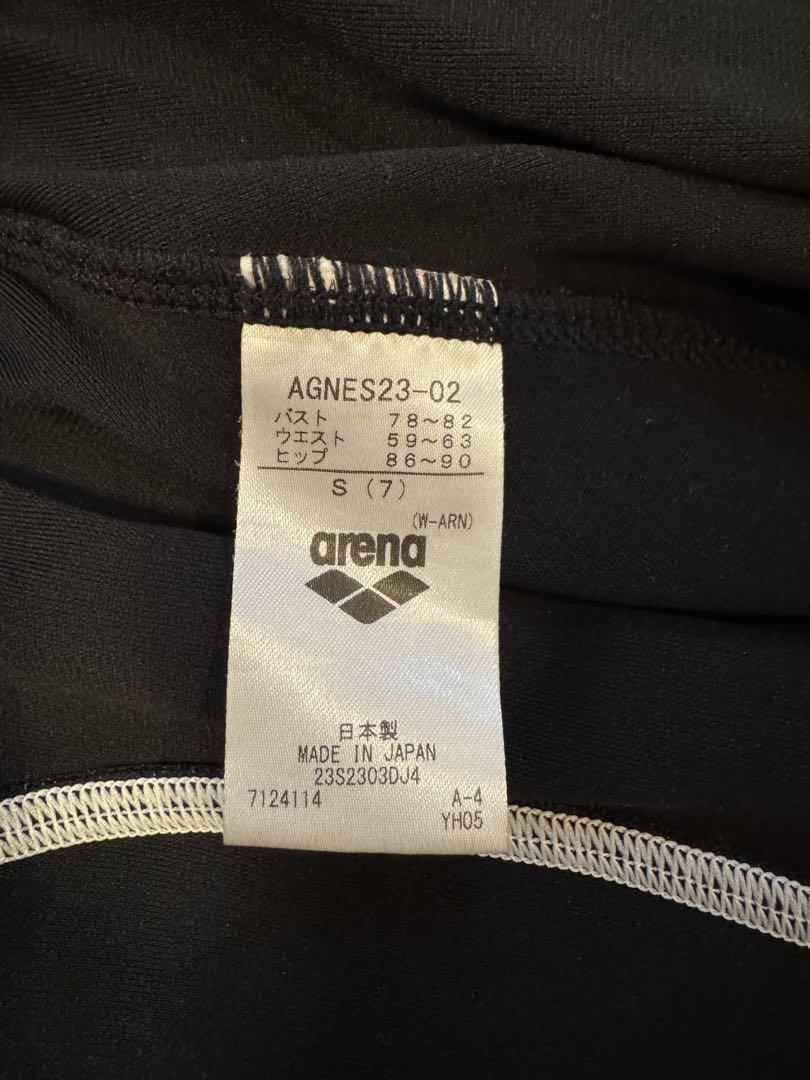 AGNES23-02
バスト 78～82
ウエスト 59～63
ヒップ 86～90
S (7)
(W-ARN)
arena
日本製
MADE IN JAPAN
23S2303DJ4
7124114 A-4
YH05